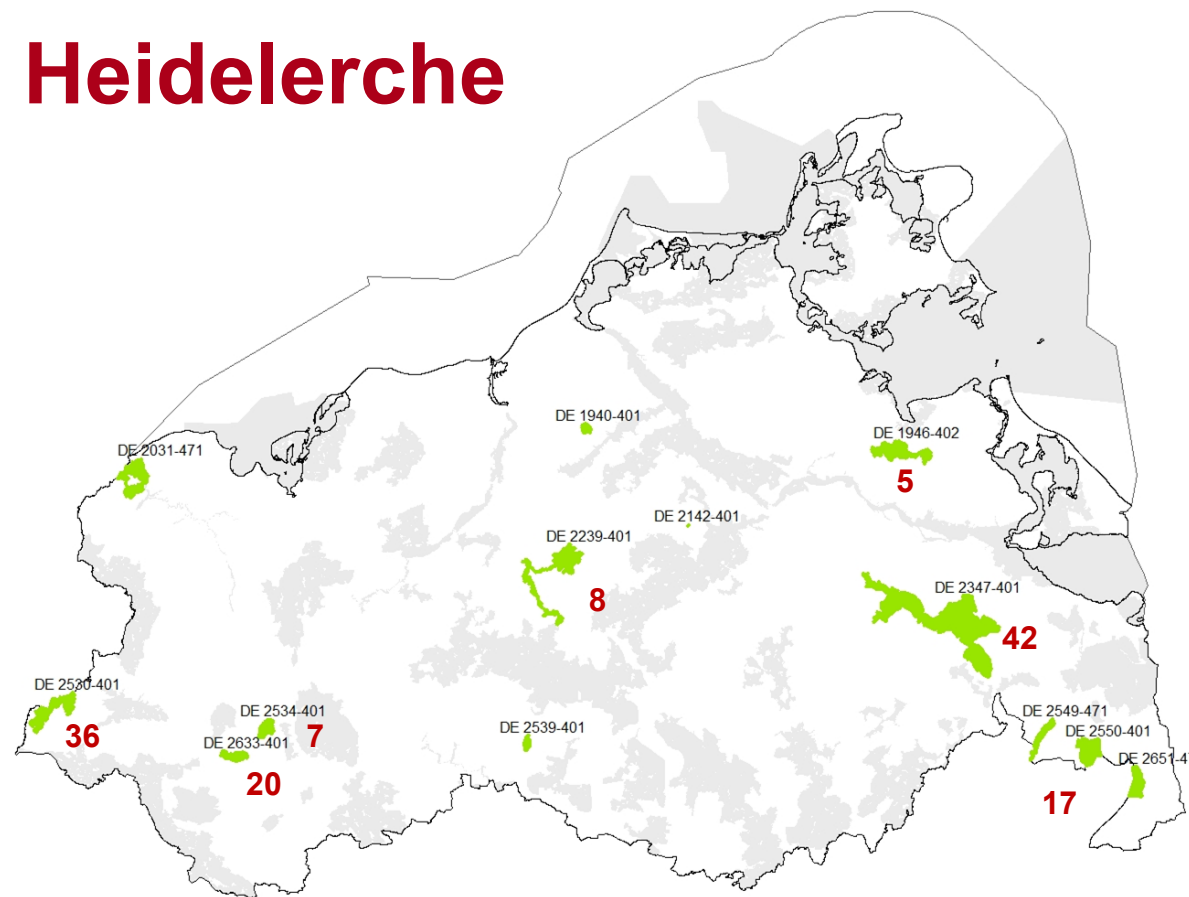 Heidelerche
DE 1940-401
DE 1946-402
5
DE 2031-471
DE 2142-401
DE 2239-401
8
DE 2347-401
42
DE 2530-401
36
DE 2534-401
7
DE 2633-401
20
DE 2539-401
DE 2549-471
DE 2550-401
DE 2651-4
17